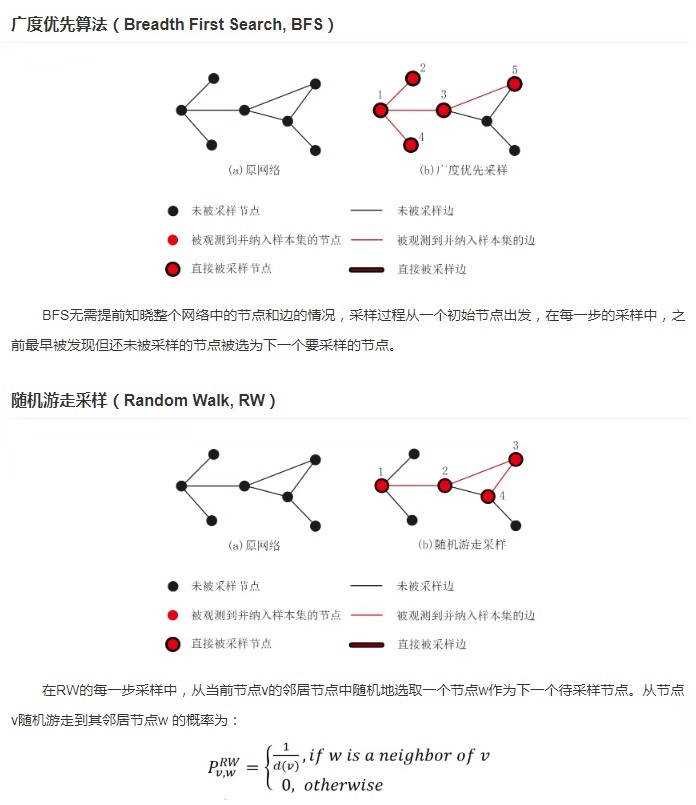 广度优先算法（Breadth First Search, BFS）
2
5
1
3
4
(a)原网络
(b)广度优先采样
未被采样节点
未被采样边
被观测到并纳入样本集的节点
被观测到并纳入样本集的边
直接被采样节点
直接被采样边
BFS无需提前知晓整个网络中的节点和边的情况，采样过程从一个初始节点出发，在每一步的采样中，之
前最早被发现但还未被采样的节点被选为下一个要采样的节点。
随机游走采样（Random Walk, RW）
3
1
2
4
(a)原网络
(b)随机游走采样
未被采样节点
未被采样边
被观测到并纳入样本集的节点
被观测到并纳入样本集的边
直接被采样节点
直接被采样边
在RW的每一步采样中，从当前节点v的邻居节点中随机地选取一个节点w作为下一个待采样节点。从节点
v随机游走到其邻居节点w 的概率为：
P_{v,w}^{RW} = { 1/d(v), if w is a neighbor of v
0, otherwise